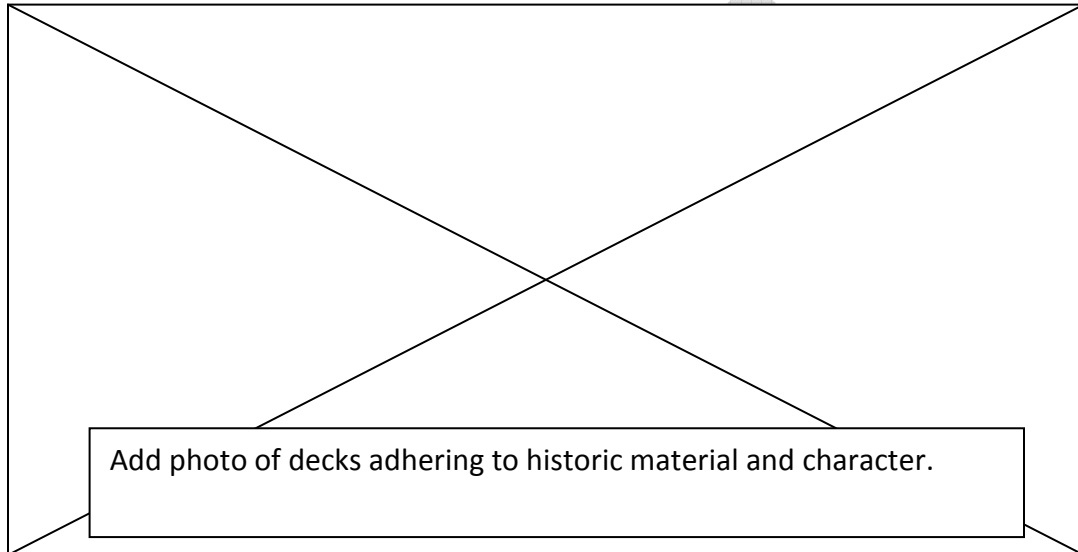 Add photo of decks adhering to historic material and character.